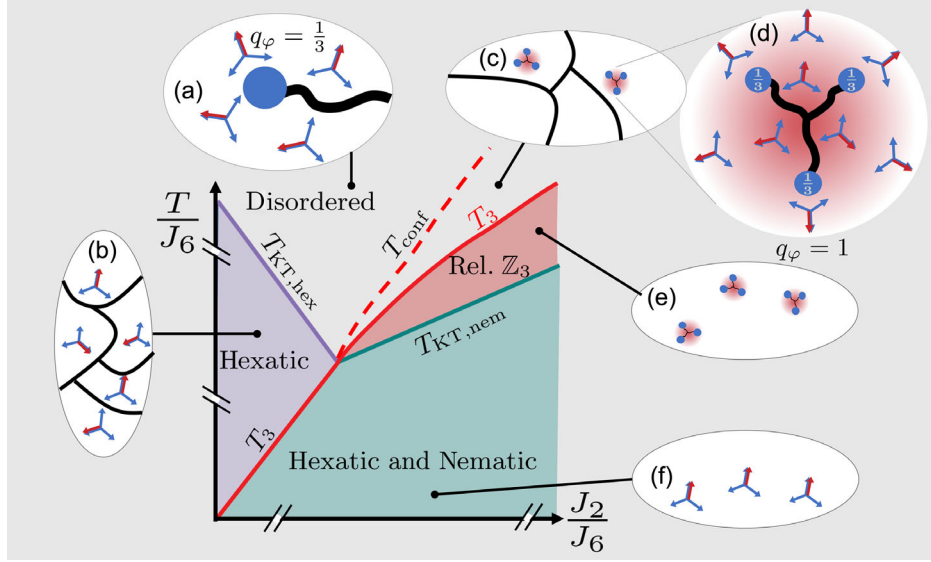 (a)
q_φ = 1/3
(b)
(c)
(d)
1/3
1/3
1/3
q_φ = 1
T/J_6
Disordered
T_KT,hex
T_conf
T_3
Rel. ℤ_3
(e)
T_KT,nem
Hexatic
T_3
Hexatic and Nematic
(f)
J_2/J_6